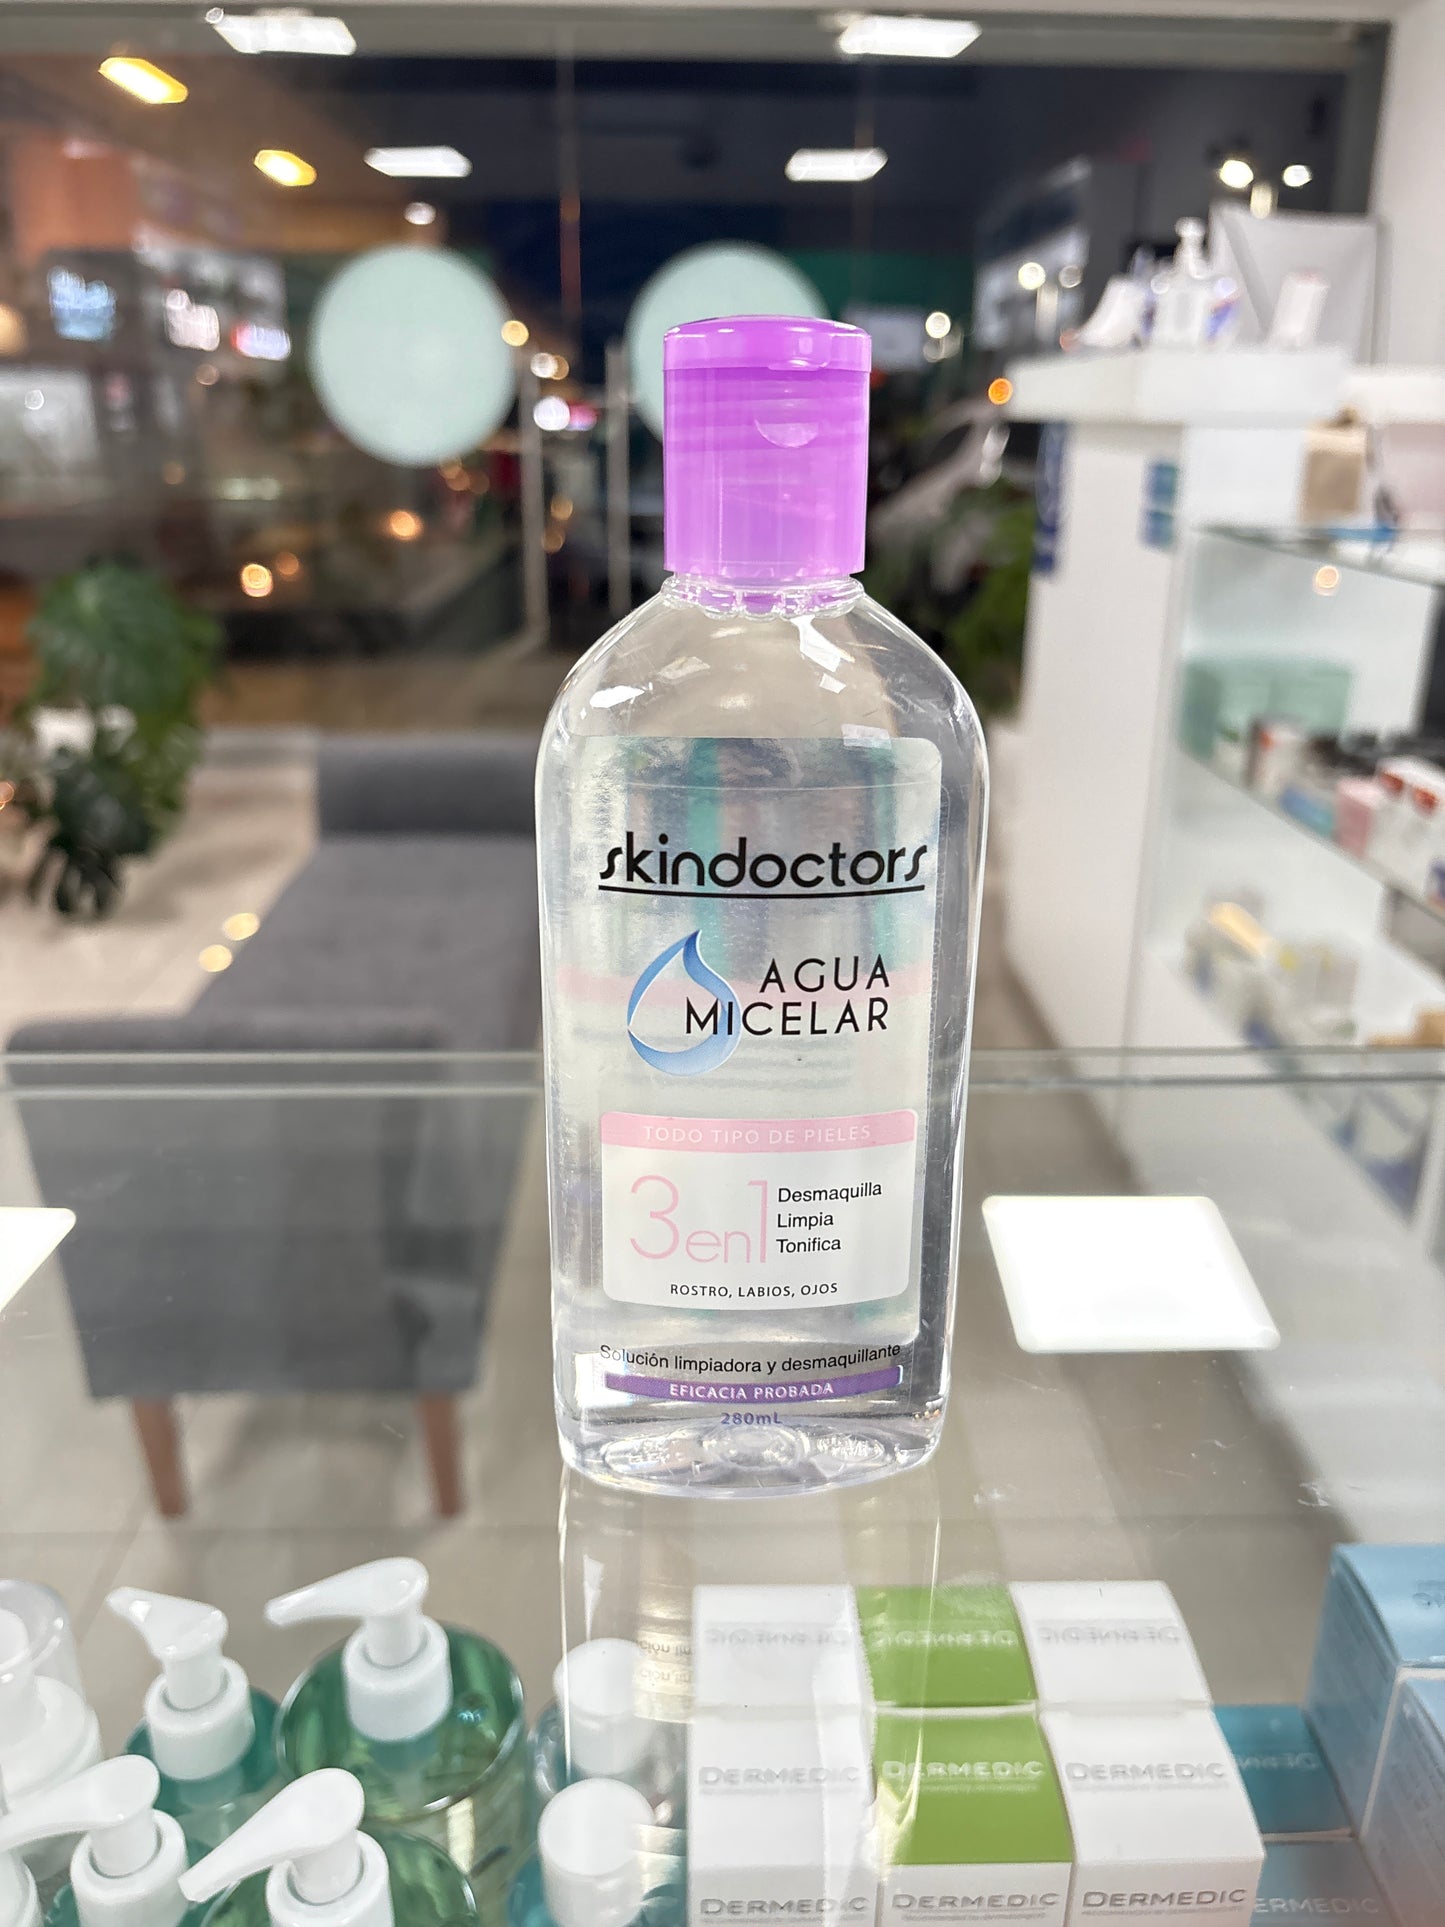 skindoctors
AGUA
MICELAR
TODO TIPO DE PIELES
3en1
Desmaquilla
Limpia
Tonifica
ROSTRO, LABIOS, OJOS
Solución limpiadora y desmaquillante
EFICACIA PROBADA
280mL
DERMEDIC
DERMEDIC
DERMEDIC
DERMEDIC
DERMEDIC
DERMEDIC